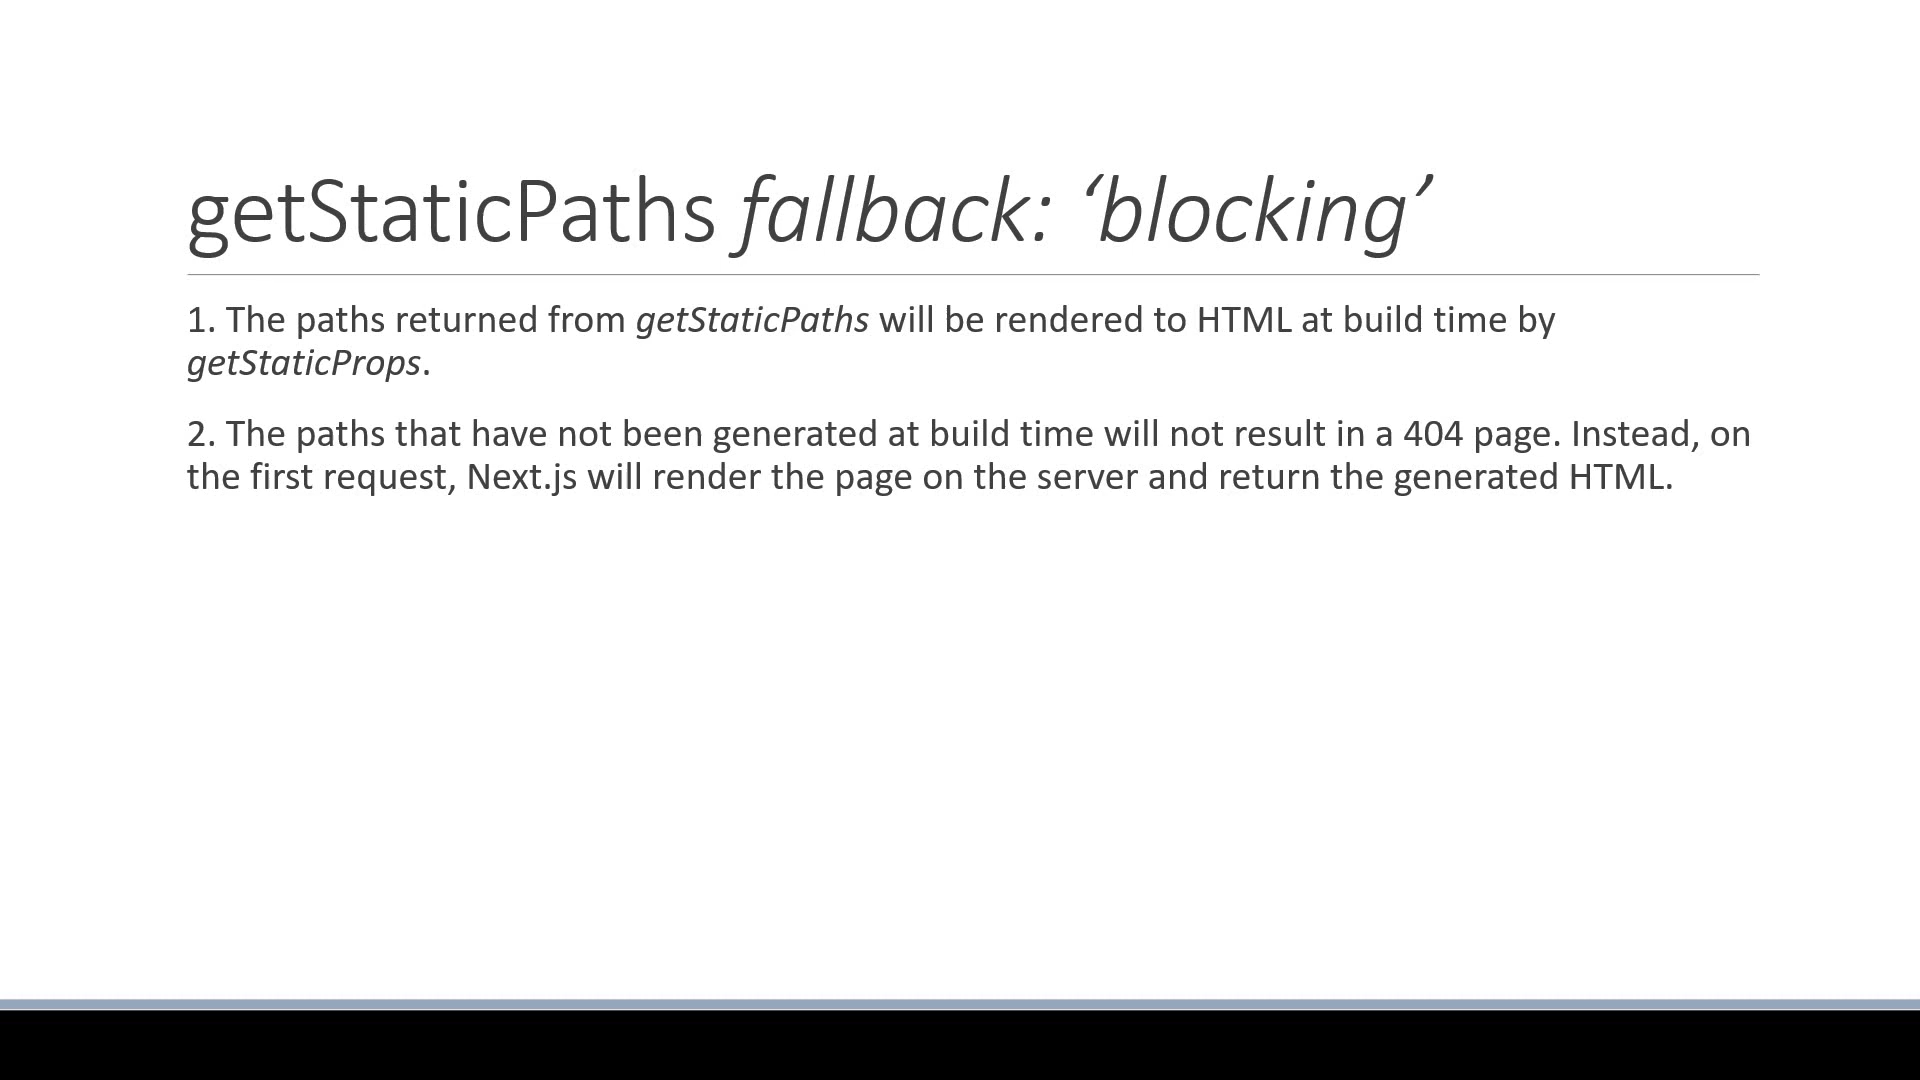 getStaticPaths fallback: ‘blocking’
1. The paths returned from getStaticPaths will be rendered to HTML at build time by
getStaticProps.
2. The paths that have not been generated at build time will not result in a 404 page. Instead, on
the first request, Next.js will render the page on the server and return the generated HTML.